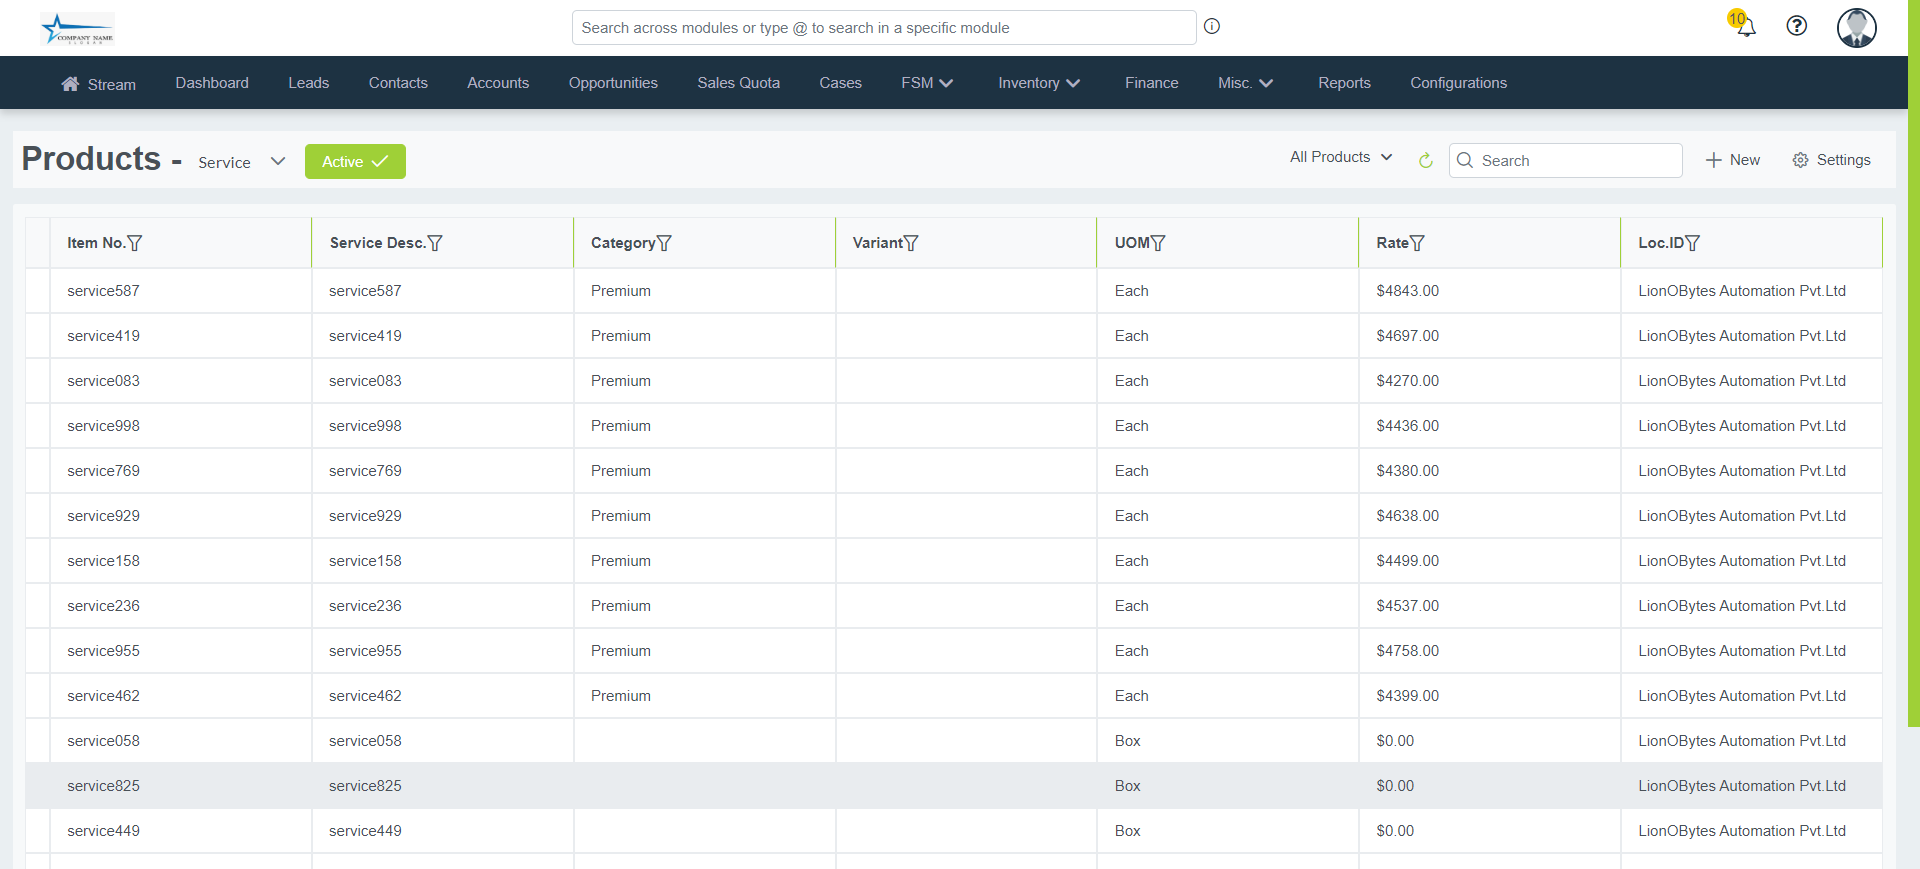 COMPANY NAME
Search across modules or type @ to search in a specific module
10
Stream Dashboard Leads Contacts Accounts Opportunities Sales Quota Cases FSM Inventory Finance Misc. Reports Configurations
Products - Service Active All Products Search New Settings
Item No. Service Desc. Category Variant UOM Rate Loc.ID
service587 service587 Premium Each $4843.00 LionOBytes Automation Pvt.Ltd
service419 service419 Premium Each $4697.00 LionOBytes Automation Pvt.Ltd
service083 service083 Premium Each $4270.00 LionOBytes Automation Pvt.Ltd
service998 service998 Premium Each $4436.00 LionOBytes Automation Pvt.Ltd
service769 service769 Premium Each $4380.00 LionOBytes Automation Pvt.Ltd
service929 service929 Premium Each $4638.00 LionOBytes Automation Pvt.Ltd
service158 service158 Premium Each $4499.00 LionOBytes Automation Pvt.Ltd
service236 service236 Premium Each $4537.00 LionOBytes Automation Pvt.Ltd
service955 service955 Premium Each $4758.00 LionOBytes Automation Pvt.Ltd
service462 service462 Premium Each $4399.00 LionOBytes Automation Pvt.Ltd
service058 service058 Box $0.00 LionOBytes Automation Pvt.Ltd
service825 service825 Box $0.00 LionOBytes Automation Pvt.Ltd
service449 service449 Box $0.00 LionOBytes Automation Pvt.Ltd